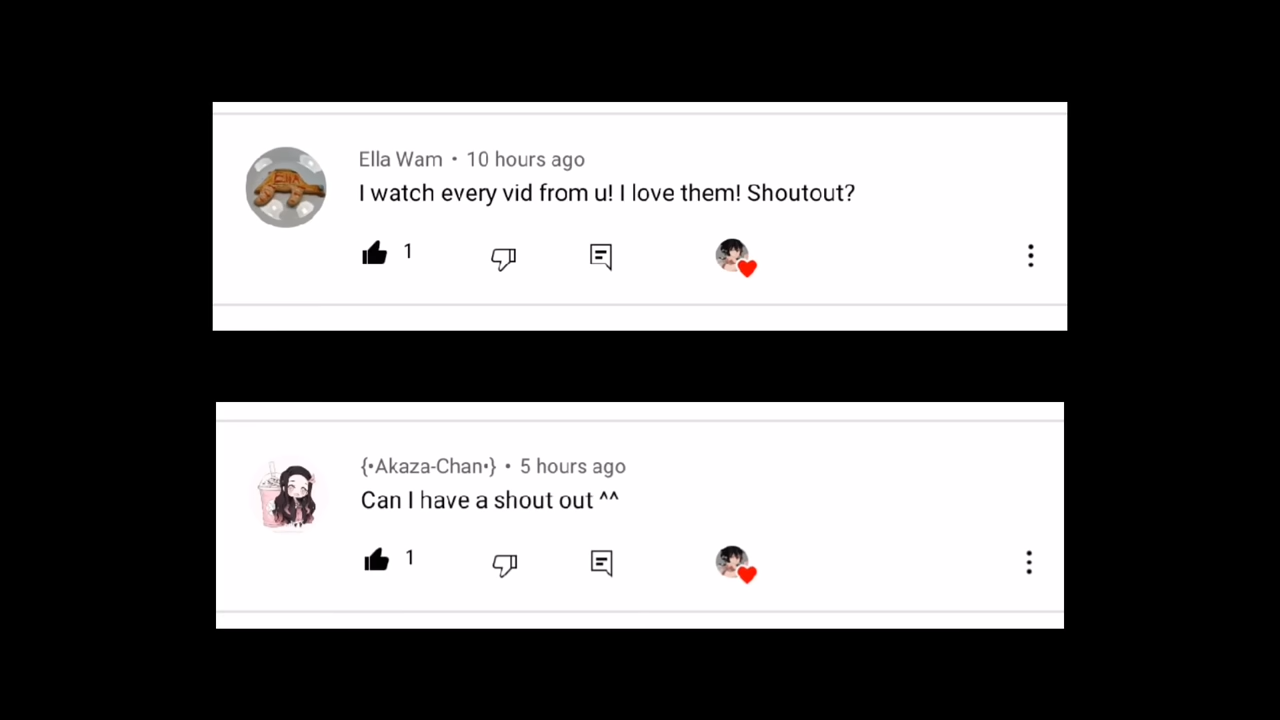 Ella Wam • 10 hours ago
I watch every vid from u! I love them! Shoutout?
1
{•Akaza-Chan•} • 5 hours ago
Can I have a shout out ^^
1